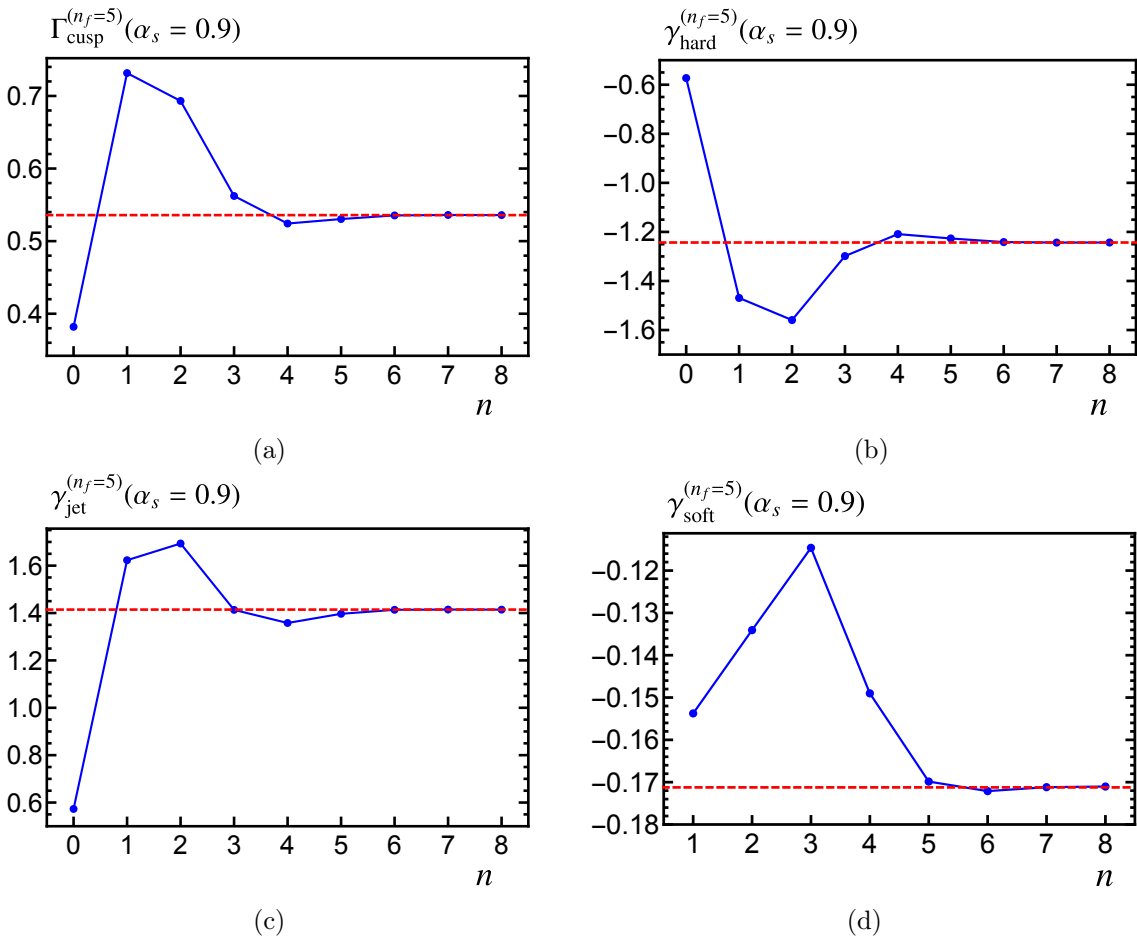 Γcusp^(nf=5)(αs = 0.9)
0.7
0.6
0.5
0.4
0 1 2 3 4 5 6 7 8
n
(a)
γhard^(nf=5)(αs = 0.9)
−0.6
−0.8
−1.0
−1.2
−1.4
−1.6
0 1 2 3 4 5 6 7 8
n
(b)
γjet^(nf=5)(αs = 0.9)
1.6
1.4
1.2
1.0
0.8
0.6
0 1 2 3 4 5 6 7 8
n
(c)
γsoft^(nf=5)(αs = 0.9)
−0.12
−0.13
−0.14
−0.15
−0.16
−0.17
−0.18
1 2 3 4 5 6 7 8
n
(d)